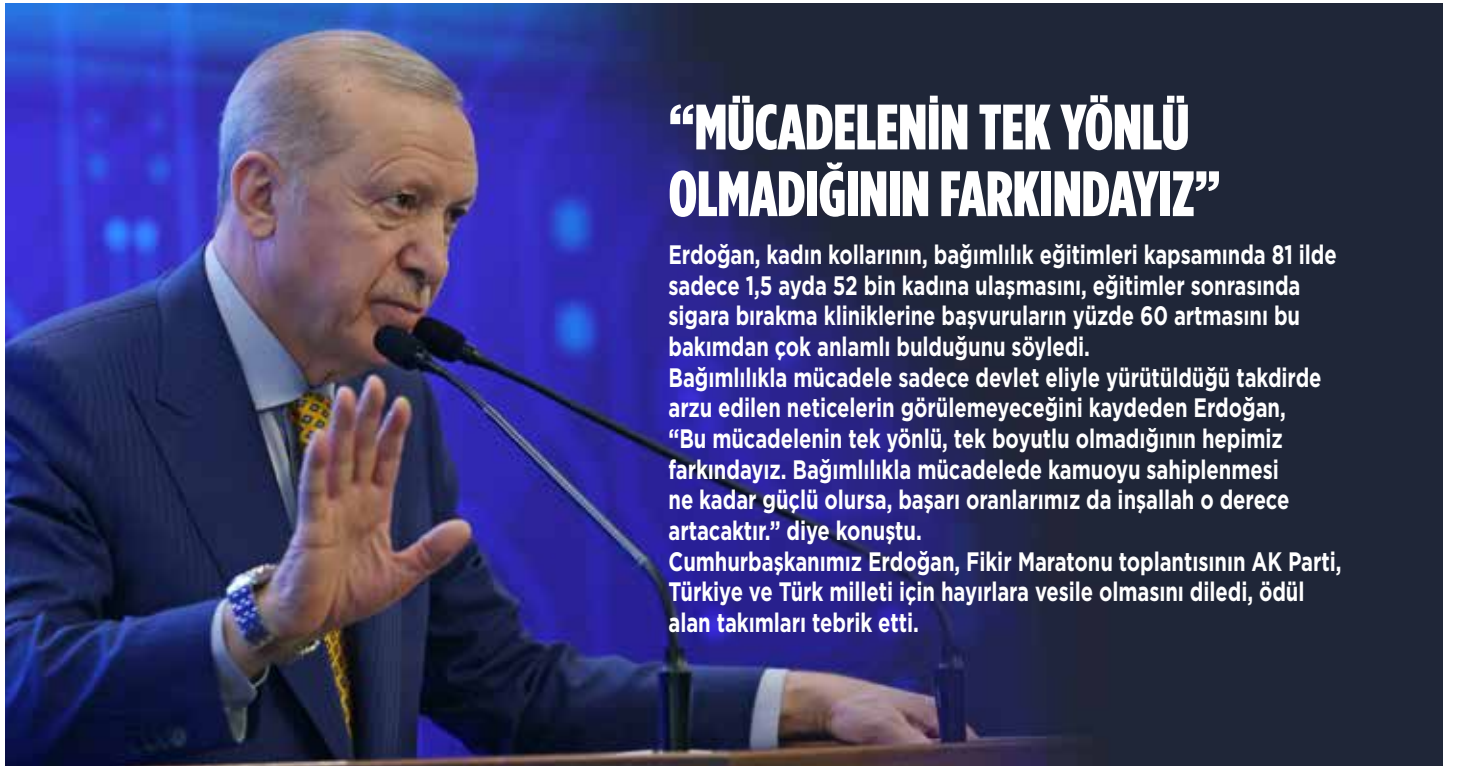 “MÜCADELENİN TEK YÖNLÜ
OLMADIĞININ FARKINDAYIZ”
Erdoğan, kadın kollarının, bağımlılık eğitimleri kapsamında 81 ilde
sadece 1,5 ayda 52 bin kadına ulaşmasını, eğitimler sonrasında
sigara bırakma kliniklerine başvuruların yüzde 60 artmasını bu
bakımdan çok anlamlı bulduğunu söyledi.
Bağımlılıkla mücadele sadece devlet eliyle yürütüldüğü takdirde
arzu edilen neticelerin görülemeyeceğini kaydeden Erdoğan,
“Bu mücadelenin tek yönlü, tek boyutlu olmadığının hepimiz
farkındayız. Bağımlılıkla mücadelede kamuoyu sahiplenmesi
ne kadar güçlü olursa, başarı oranlarımız da inşallah o derece
artacaktır.” diye konuştu.
Cumhurbaşkanımız Erdoğan, Fikir Maratonu toplantısının AK Parti,
Türkiye ve Türk milleti için hayırlara vesile olmasını diledi, ödül
alan takımları tebrik etti.